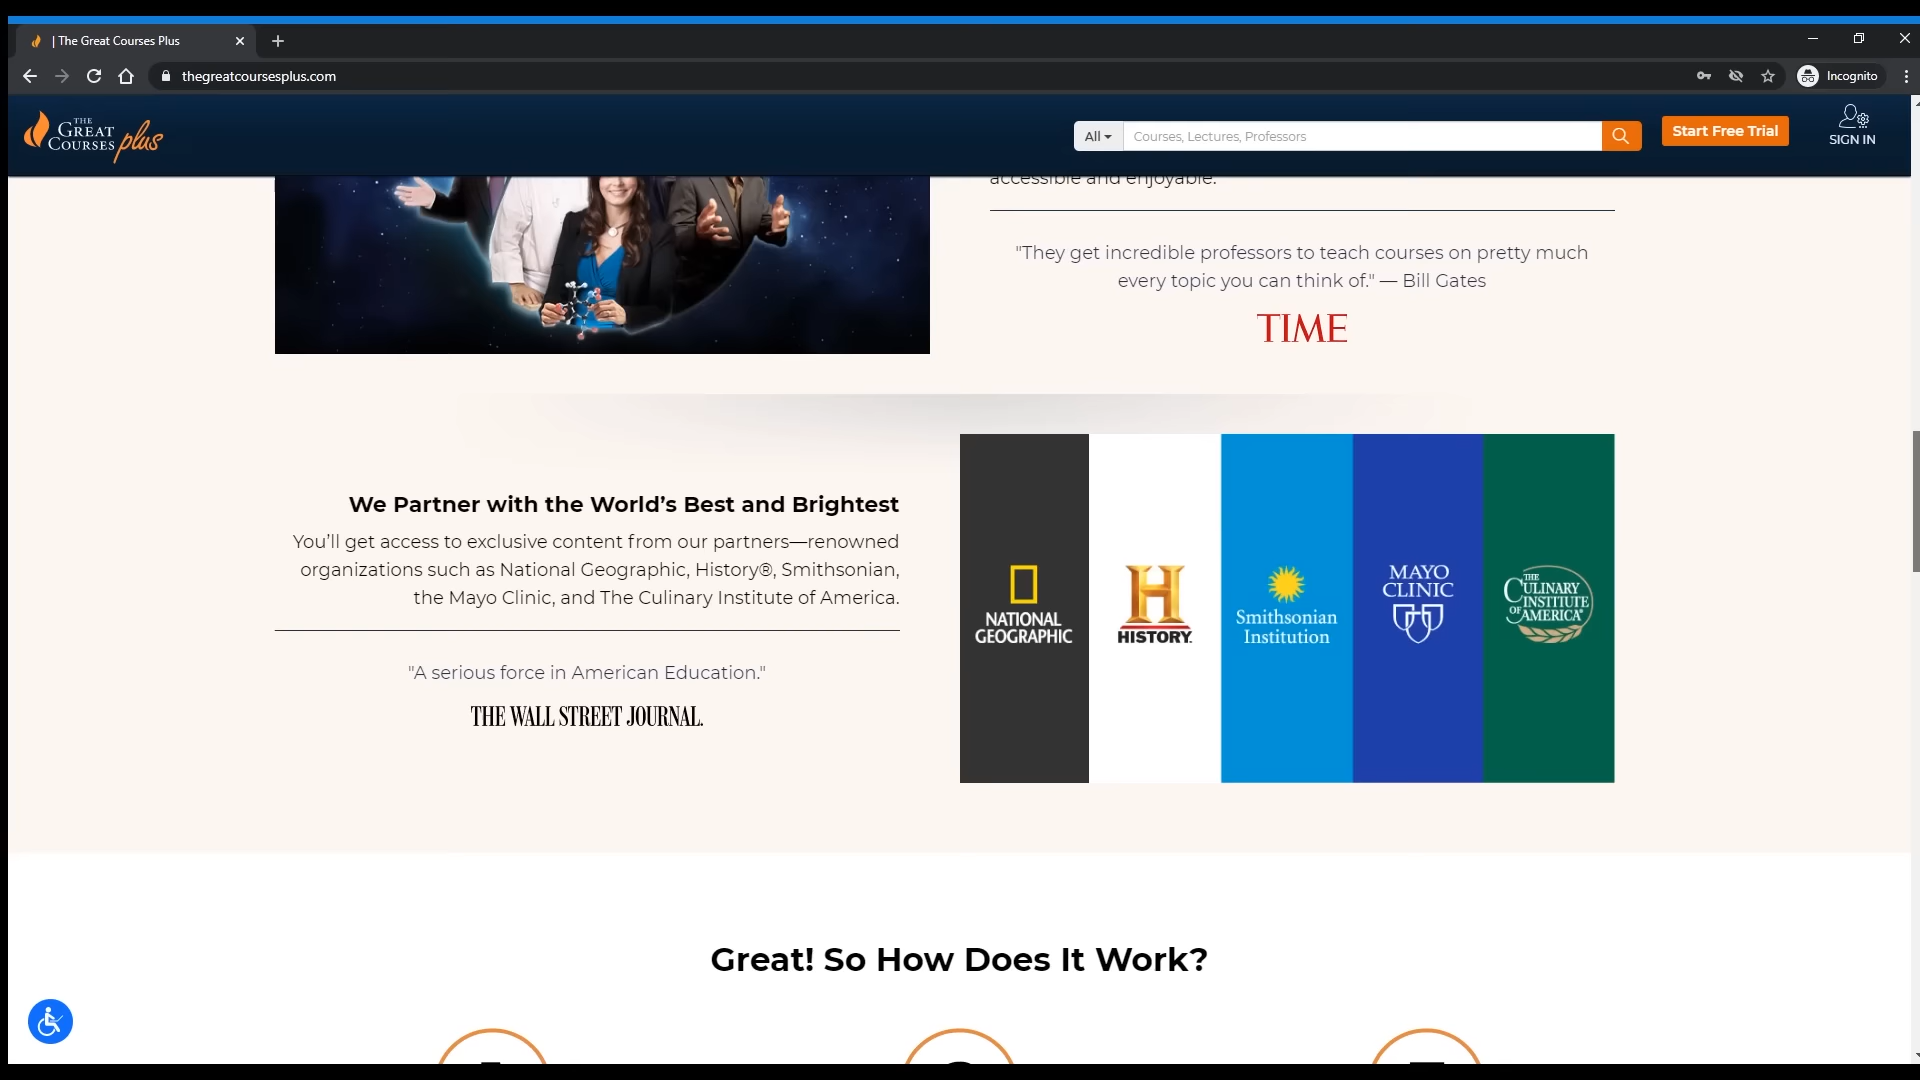 | The Great Courses Plus
thegreatcoursesplus.com
Incognito
THE
GREAT
COURSES plus
All
Courses, Lectures, Professors
Start Free Trial
SIGN IN
accessible and enjoyable.
"They get incredible professors to teach courses on pretty much
every topic you can think of." — Bill Gates
TIME
We Partner with the World’s Best and Brightest
You’ll get access to exclusive content from our partners—renowned
organizations such as National Geographic, History®, Smithsonian,
the Mayo Clinic, and The Culinary Institute of America.
"A serious force in American Education."
THE WALL STREET JOURNAL.
NATIONAL
GEOGRAPHIC
H
HISTORY.
Smithsonian
Institution
MAYO
CLINIC
THE
CULINARY
INSTITUTE
OF AMERICA
Great! So How Does It Work?